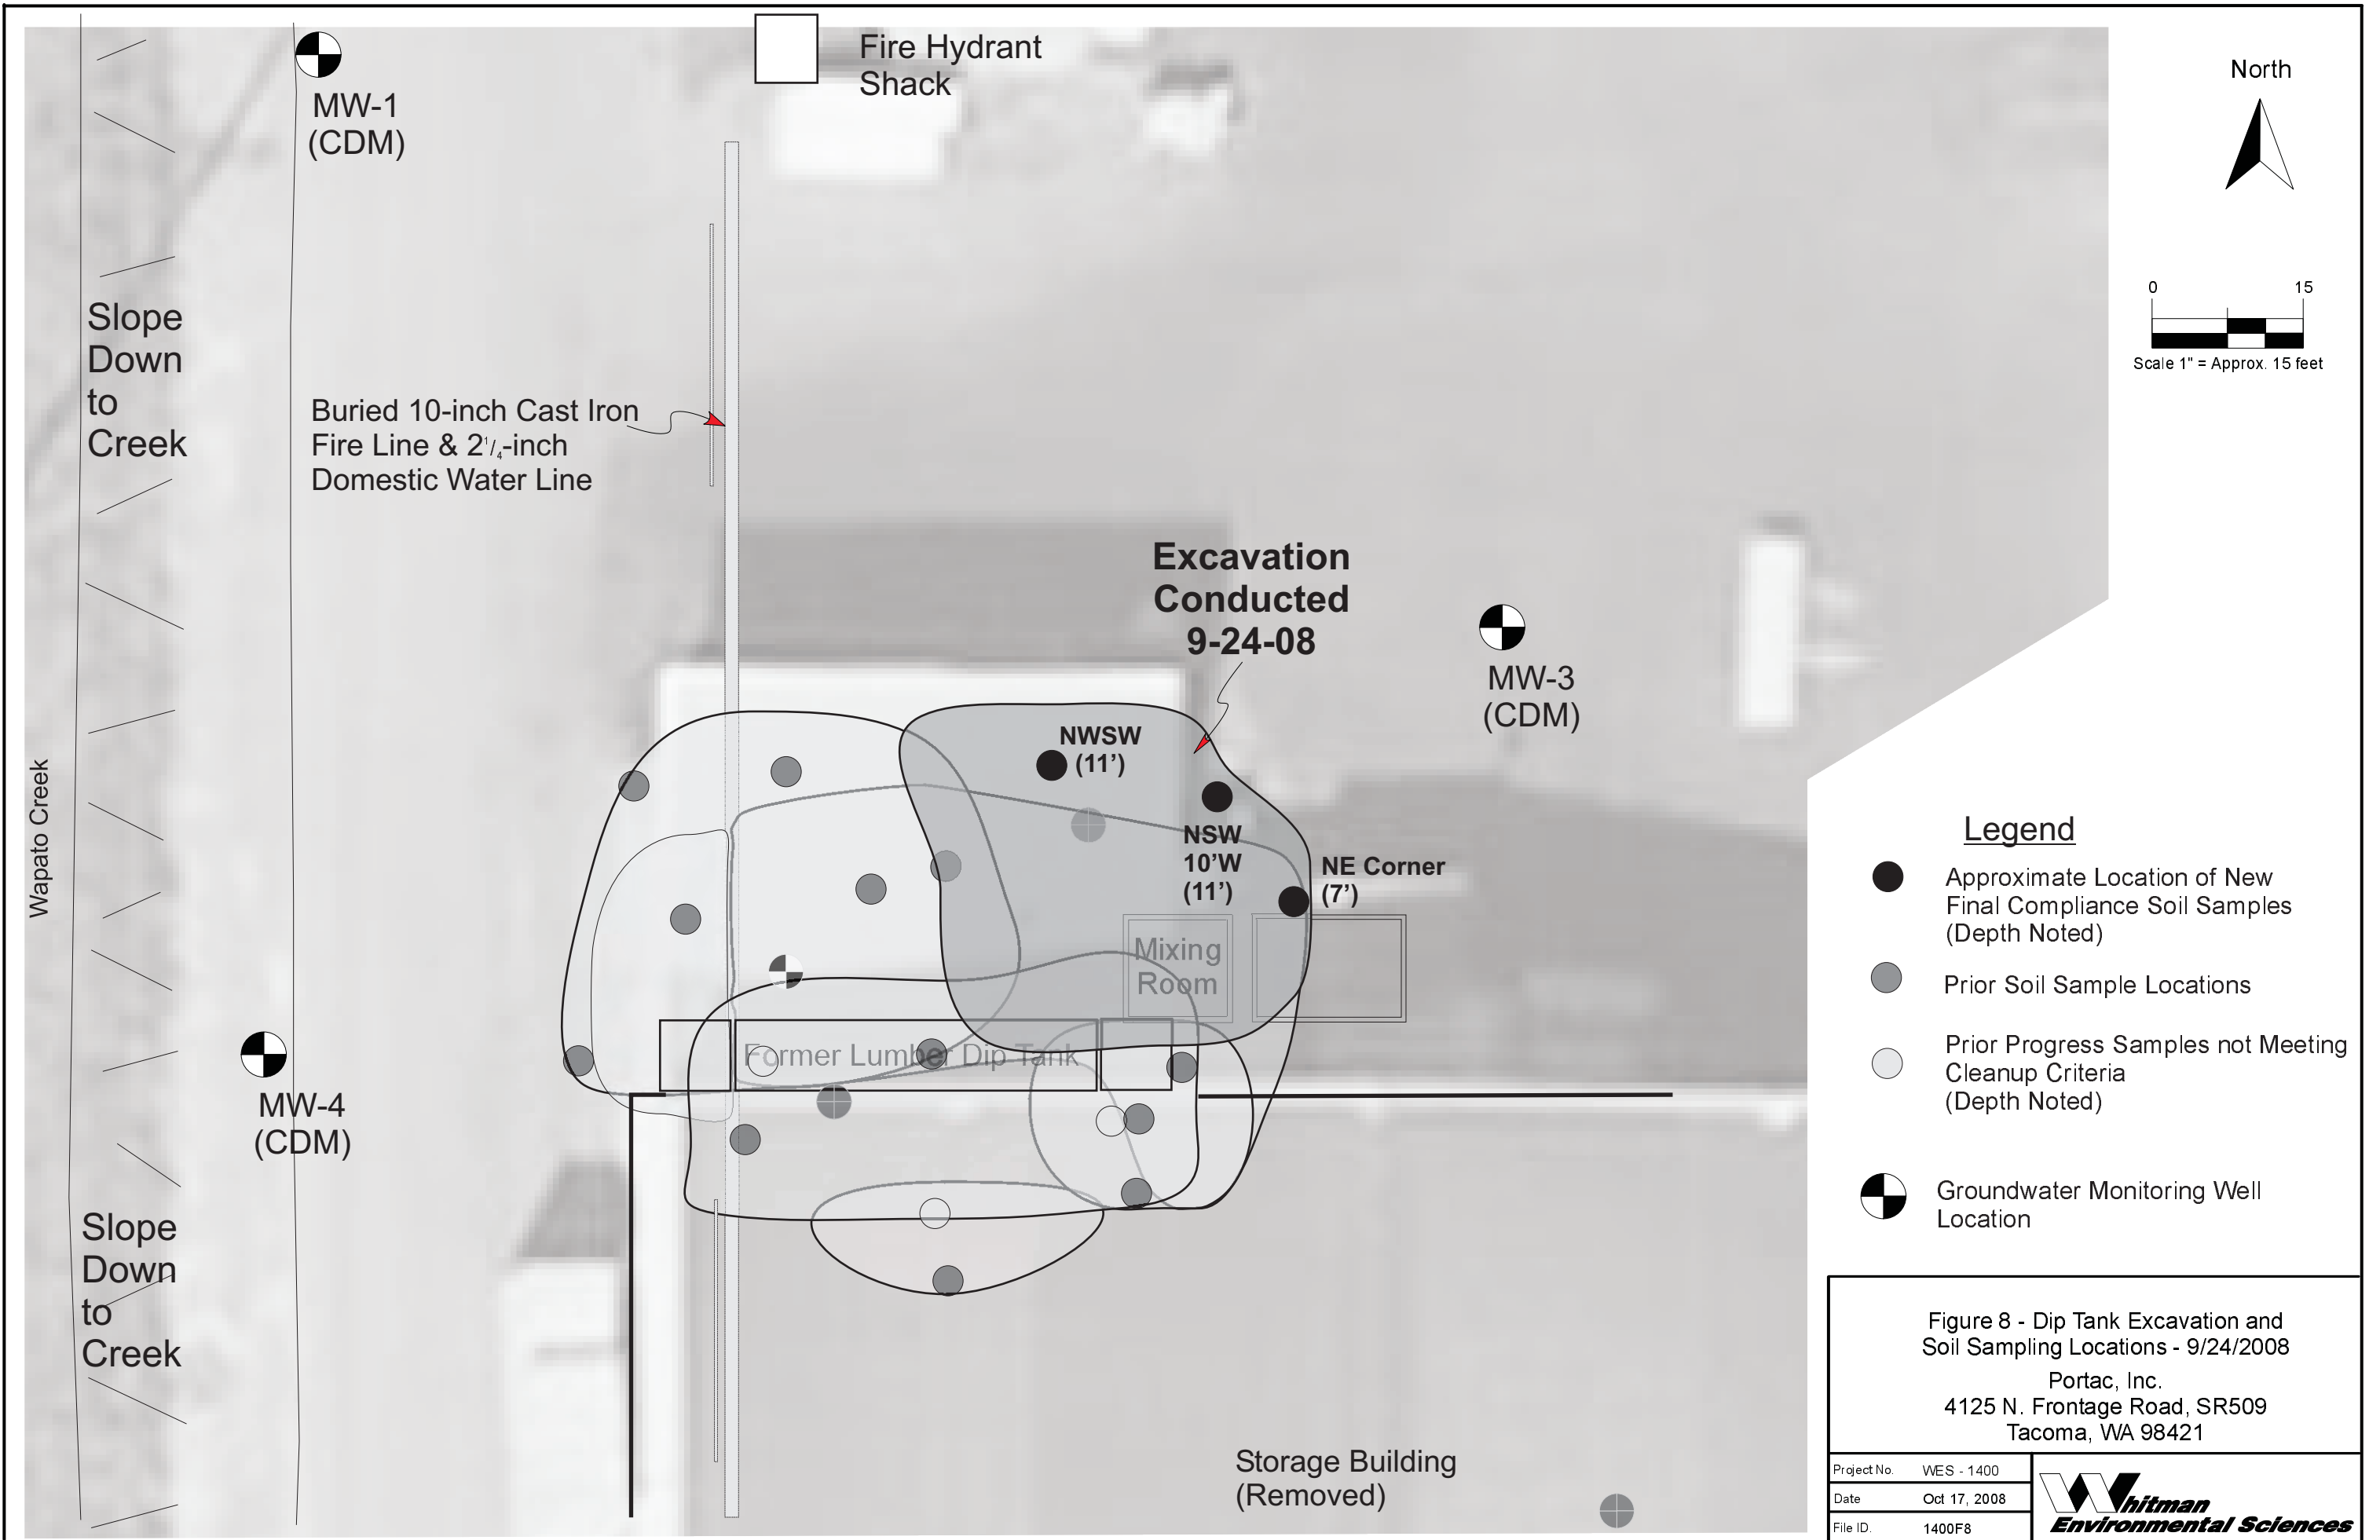 Fire Hydrant
Shack
North
MW-1
(CDM)
0 15
Scale 1" = Approx. 15 feet
Slope
Down
to
Creek
Buried 10-inch Cast Iron
Fire Line & 2 1/4-inch
Domestic Water Line
Excavation
Conducted
9-24-08
MW-3
(CDM)
NWSW
(11')
NSW
10'W
(11')
NE Corner
(7')
Wapato Creek
Mixing
Room
Former Lumber Dip Tank
MW-4
(CDM)
Slope
Down
to
Creek
Storage Building
(Removed)
Legend
Approximate Location of New
Final Compliance Soil Samples
(Depth Noted)
Prior Soil Sample Locations
Prior Progress Samples not Meeting
Cleanup Criteria
(Depth Noted)
Groundwater Monitoring Well
Location
Figure 8 - Dip Tank Excavation and
Soil Sampling Locations - 9/24/2008
Portac, Inc.
4125 N. Frontage Road, SR509
Tacoma, WA 98421
Project No. WES - 1400
Date Oct 17, 2008
File ID. 1400F8
Whitman
Environmental Sciences